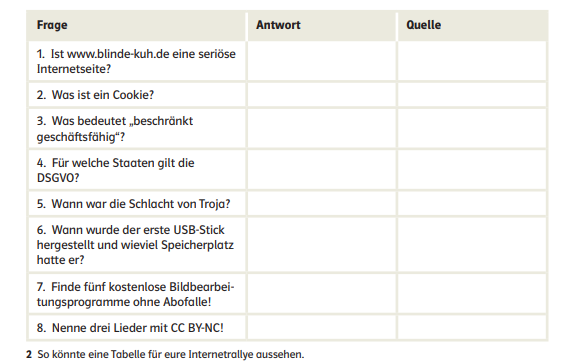 Frage Antwort Quelle
1. Ist www.blinde-kuh.de eine seriöse
Internetseite?
2. Was ist ein Cookie?
3. Was bedeutet „beschränkt
geschäftsfähig“?
4. Für welche Staaten gilt die
DSGVO?
5. Wann war die Schlacht von Troja?
6. Wann wurde der erste USB-Stick
hergestellt und wieviel Speicherplatz
hatte er?
7. Finde fünf kostenlose Bildbearbei-
tungsprogramme ohne Abofalle!
8. Nenne drei Lieder mit CC BY-NC!
2 So könnte eine Tabelle für eure Internetrallye aussehen.